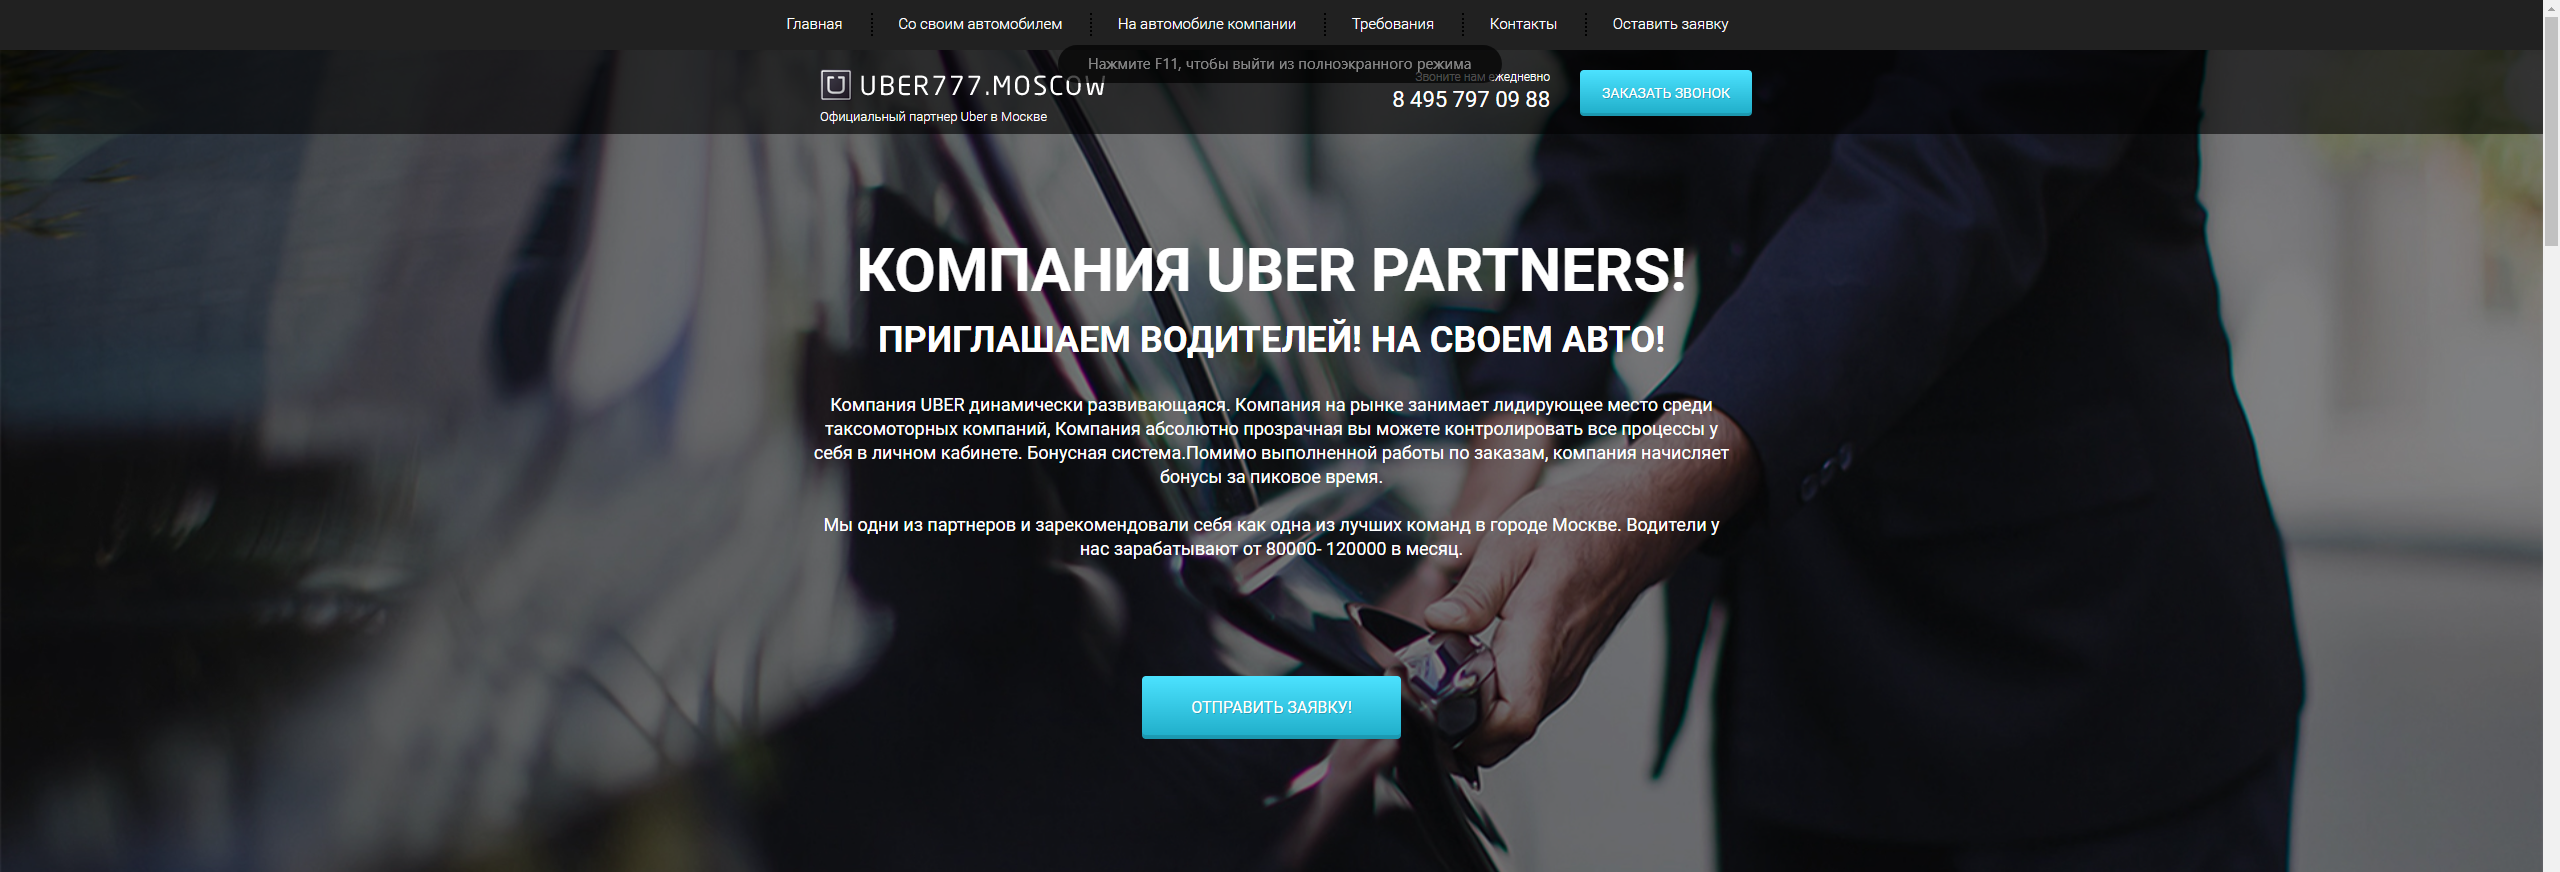 Главная
Со своим автомобилем
На автомобиле компании
Требования
Контакты
Оставить заявку
Нажмите F11, чтобы выйти из полноэкранного режима
UBER777.MOSCOW
Официальный партнер Uber в Москве
Звоните нам ежедневно
8 495 797 09 88
ЗАКАЗАТЬ ЗВОНОК
КОМПАНИЯ UBER PARTNERS!
ПРИГЛАШАЕМ ВОДИТЕЛЕЙ! НА СВОЕМ АВТО!
Компания UBER динамически развивающаяся. Компания на рынке занимает лидирующее место среди
таксомоторных компаний, Компания абсолютно прозрачная вы можете контролировать все процессы у
себя в личном кабинете. Бонусная система.Помимо выполненной работы по заказам, компания начисляет
бонусы за пиковое время.
Мы одни из партнеров и зарекомендовали себя как одна из лучших команд в городе Москве. Водители у
нас зарабатывают от 80000- 120000 в месяц.
ОТПРАВИТЬ ЗАЯВКУ!